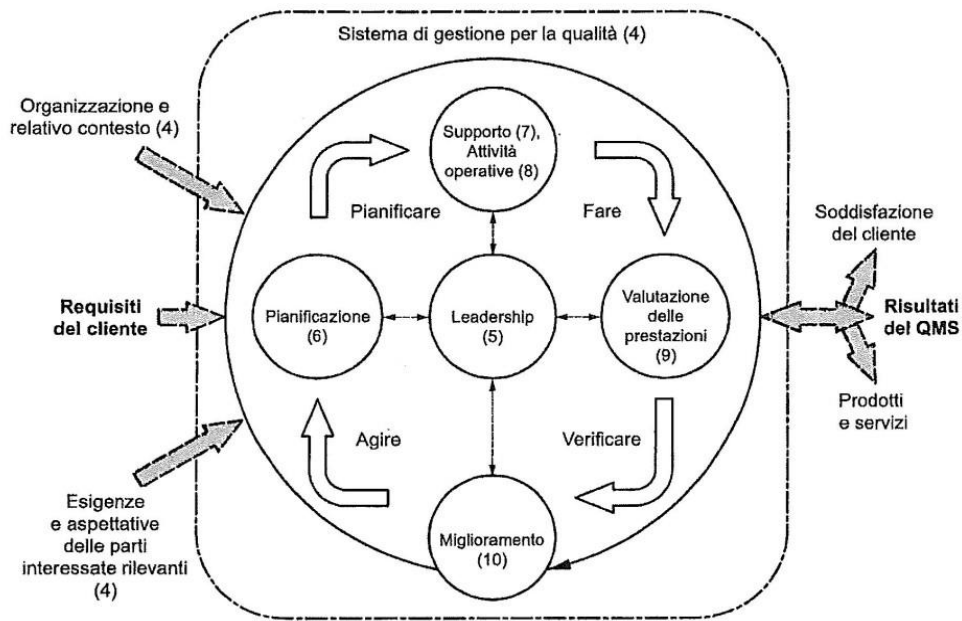 Sistema di gestione per la qualità (4)
Organizzazione e
relativo contesto (4)
Supporto (7),
Attività
operative (8)
Pianificare
Fare
Soddisfazione
del cliente
Requisiti
del cliente
Pianificazione
(6)
Leadership
(5)
Valutazione
delle
prestazioni
(9)
Risultati
del QMS
Agire
Verificare
Prodotti
e servizi
Esigenze
e aspettative
delle parti
interessate rilevanti
(4)
Miglioramento
(10)